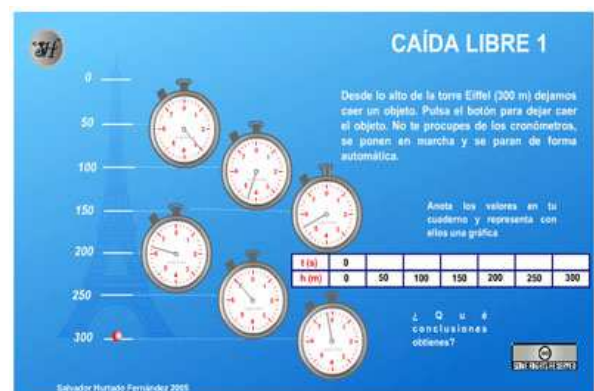 CAÍDA LIBRE 1
Desde lo alto de la torre Eiffel (300 m) dejamos
caer un objeto. Pulsa el botón para dejar caer
el objeto. No te procupes de los cronómetros,
se ponen en marcha y se paran de forma
automática.
0
50
100
150
200
250
300
Anota los valores en tu
cuaderno y representa con
ellos una gráfica
t (s) 0
h (m) 0 50 100 150 200 250 300
¿ Q u é
conclusiones
obtienes?
Salvador Hurtado Fernández 2005